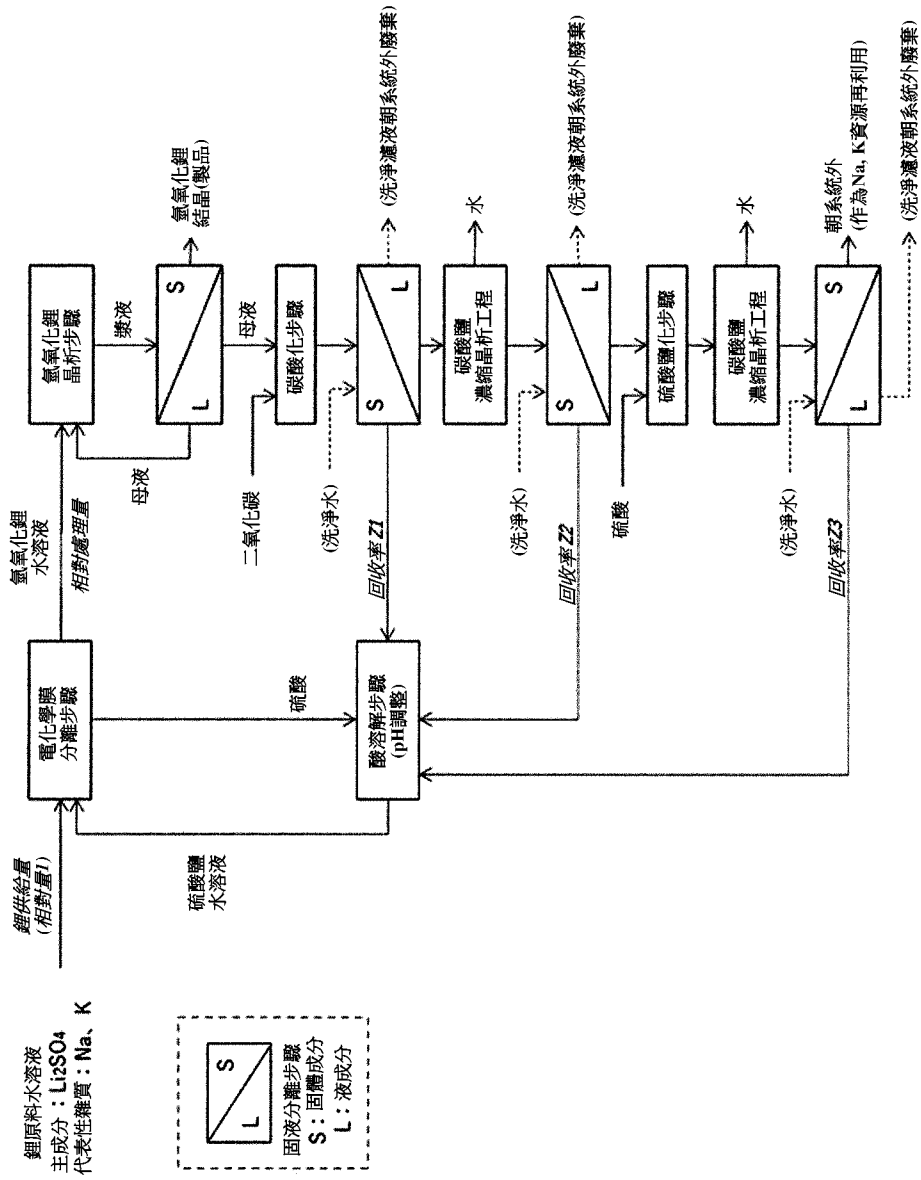 鋰原料水溶液
主成分：Li2SO4
代表性雜質：Na、K
鋰供給量
(相對量1)
電化學膜
分離步驟
氫氧化鋰
水溶液
相對處理量
氫氧化鋰
晶析步驟
漿液
母液
L
S
氫氧化鋰
結晶(製品)
母液
二氧化碳
碳酸化步驟
(洗淨水)
S
L
(洗淨濾液朝系統外廢棄)
回收率Z1
硫酸
酸溶解步驟
(pH調整)
硫酸鹽
水溶液
碳酸鹽
濃縮晶析工程
水
(洗淨水)
S
L
(洗淨濾液朝系統外廢棄)
回收率Z2
硫酸
硫酸鹽化步驟
碳酸鹽
濃縮晶析工程
水
(洗淨水)
L
S
朝系統外
(作為Na, K資源再利用)
回收率Z3
(洗淨濾液朝系統外廢棄)
L
S
固液分離步驟
S：固體成分
L：液成分